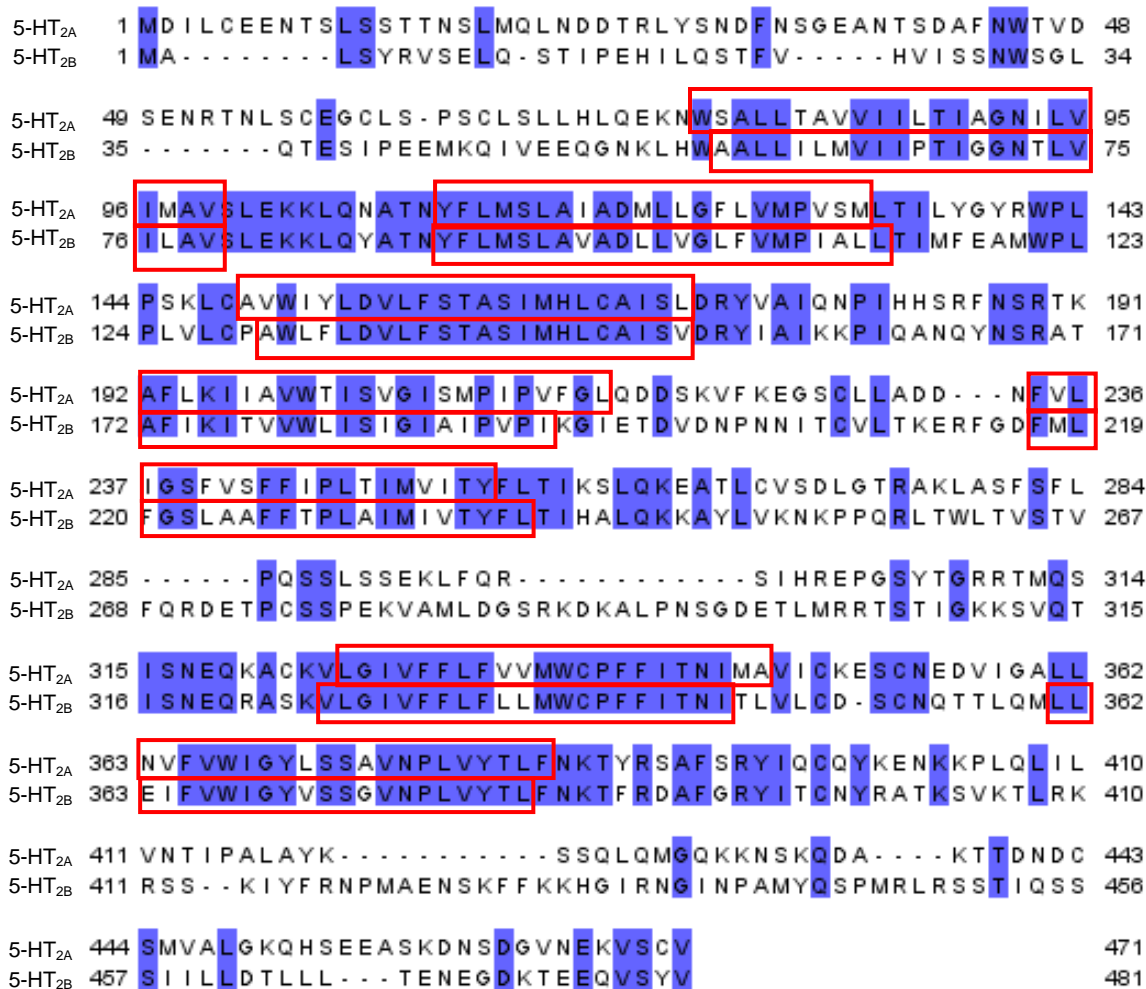 5-HT2A 1 MDILCEENTSLSSTTNSLMQLNDDTRLYSNDFNSGEANTSDAFNWTVD 48
5-HT2B 1 MA--------LSYRVSELQ-STIPEHILQSTFV-----HVISSNWSGL 34
5-HT2A 49 SENRTNLSCEGCLS-PSCLSLLHLQEKNWSALLTAVVIILTIAGNILV 95
5-HT2B 35 -------QTESIPEEMKQIVEEQGNKLHWAALLILMVIIPTIGGNTLV 75
5-HT2A 96 IMAVSLEKKLQNATNYFLMSLAIADMLLGFLVMPVSMLTILYGYRWPL 143
5-HT2B 76 ILAVSLEKKLQYATNYFLMSLAVADLLVGLFVMPIALLTIMFEAMWPL 123
5-HT2A 144 PSKLCAVWIYLDVLFSTASIMHLCAISLDRYVAIQNPIHHSRFNSRTK 191
5-HT2B 124 PLVLCPAWLFLDVLFSTASIMHLCAISVDRYIAIKKPIQANQYNSRAT 171
5-HT2A 192 AFLKIIAVWTISVGISMPIPVFGLQDDSKVFKEGSCLLADD---NFVL 236
5-HT2B 172 AFIKITVVWLISIGIAIPVPIKGIETDVDNPNNITCVLTKERFGDFML 219
5-HT2A 237 IGSFVSFFIPLTIMVITYFLTIKSLQKEATLCVSDLGTRAKLASFSFL 284
5-HT2B 220 FGSLAAFFTPLAIMIVTYFLTIHALQKKAYLVKNKPPQRLTWLTVSTV 267
5-HT2A 285 ------PQSSLSSEKLFQR------------SIHREPGSYTGRRTMQS 314
5-HT2B 268 FQRDETPCSSPEKVAMLDGSRKDKALPNSGDETLMRRTSTIGKKSVQT 315
5-HT2A 315 ISNEQKACKVLGIVFFLFVVMWCPFFITNIMAVICKESCNEDVIGALL 362
5-HT2B 316 ISNEQRASKVLGIVFFLFLLMWCPFFITNITLVLCD-SCNQTTLQMLL 362
5-HT2A 363 NVFVWIGYLSSAVNPLVYTLFNKTYRSAFSRYIQCQYKENKKPLQLIL 410
5-HT2B 363 EIFVWIGYVSSGVNPLVYTLFNKTFRDAFGRYITCNYRATKSVKTLRK 410
5-HT2A 411 VNTIPALAYK-----------SSQLQMGQKKNSKQDA----KTTDNDC 443
5-HT2B 411 RSS--KIYFRNPMAENSKFFKKHGIRNGINPAMYQSPMRLRSSTIQSS 456
5-HT2A 444 SMVALGKQHSEEASKDNSDGVNEKVSCV 471
5-HT2B 457 SIILLDTLLL---TENEGDKTEEQVSYV 481